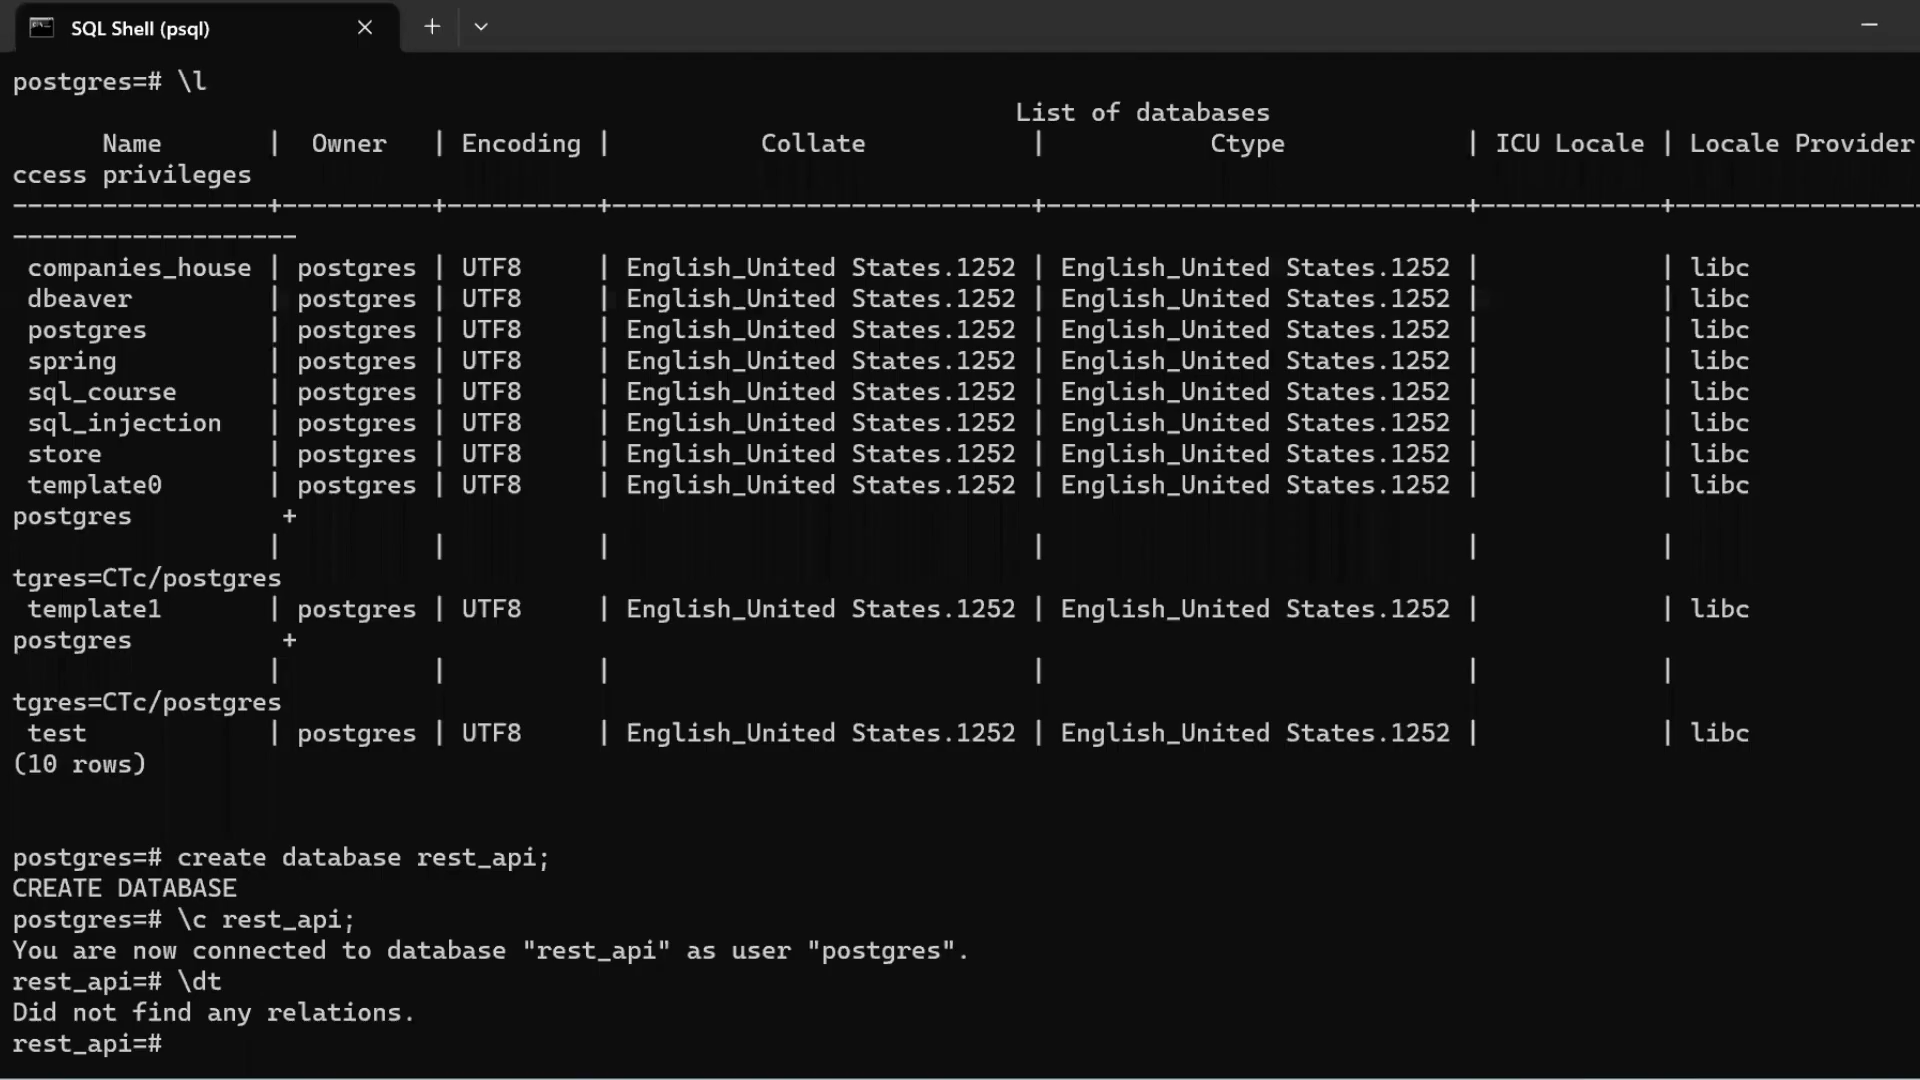 SQL Shell (psql)
postgres=# \l
List of databases
Name | Owner | Encoding | Collate | Ctype | ICU Locale | Locale Provider
ccess privileges
-----------------+----------+----------+----------------------------+----------------------------+------------+----------------
-------------------
companies_house | postgres | UTF8 | English_United States.1252 | English_United States.1252 | | libc
dbeaver | postgres | UTF8 | English_United States.1252 | English_United States.1252 | | libc
postgres | postgres | UTF8 | English_United States.1252 | English_United States.1252 | | libc
spring | postgres | UTF8 | English_United States.1252 | English_United States.1252 | | libc
sql_course | postgres | UTF8 | English_United States.1252 | English_United States.1252 | | libc
sql_injection | postgres | UTF8 | English_United States.1252 | English_United States.1252 | | libc
store | postgres | UTF8 | English_United States.1252 | English_United States.1252 | | libc
template0 | postgres | UTF8 | English_United States.1252 | English_United States.1252 | | libc
postgres +
| | | | | |
tgres=CTc/postgres
template1 | postgres | UTF8 | English_United States.1252 | English_United States.1252 | | libc
postgres +
| | | | | |
tgres=CTc/postgres
test | postgres | UTF8 | English_United States.1252 | English_United States.1252 | | libc
(10 rows)
postgres=# create database rest_api;
CREATE DATABASE
postgres=# \c rest_api;
You are now connected to database "rest_api" as user "postgres".
rest_api=# \dt
Did not find any relations.
rest_api=#